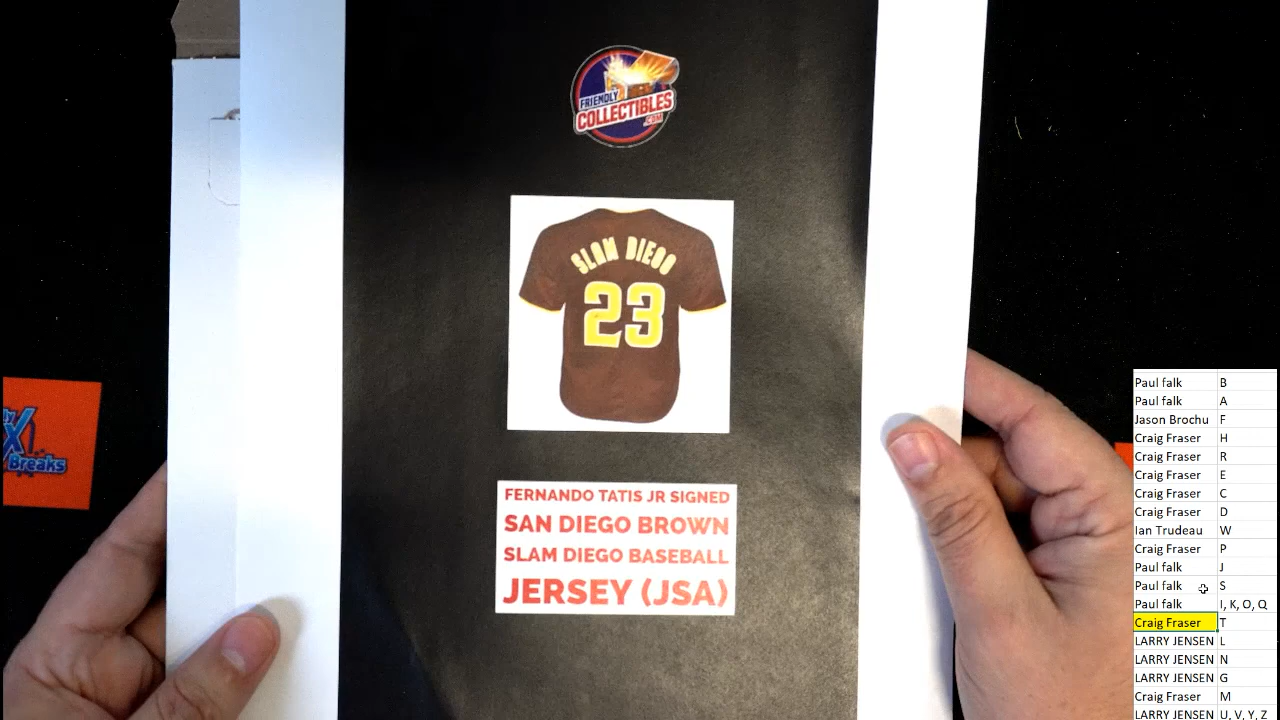 FRIENDLY
COLLECTIBLES
.COM
SLAM DIEGO
23
FERNANDO TATIS JR SIGNED
SAN DIEGO BROWN
SLAM DIEGO BASEBALL
JERSEY (JSA)
Breaks
Paul falk B
Paul falk A
Jason Brochu F
Craig Fraser H
Craig Fraser R
Craig Fraser E
Craig Fraser C
Craig Fraser D
Ian Trudeau W
Craig Fraser P
Paul falk J
Paul falk S
Paul falk I, K, O, Q
Craig Fraser T
LARRY JENSEN L
LARRY JENSEN N
LARRY JENSEN G
Craig Fraser M
LARRY JENSEN U, V, Y, Z